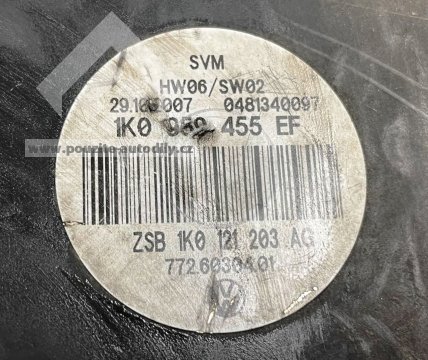 SVM
HW06/SW02
0481340097
1K0 455 EF
www.pouzite-autodily.cz
ZSB 1K0 121 203 AG
772.60304.01